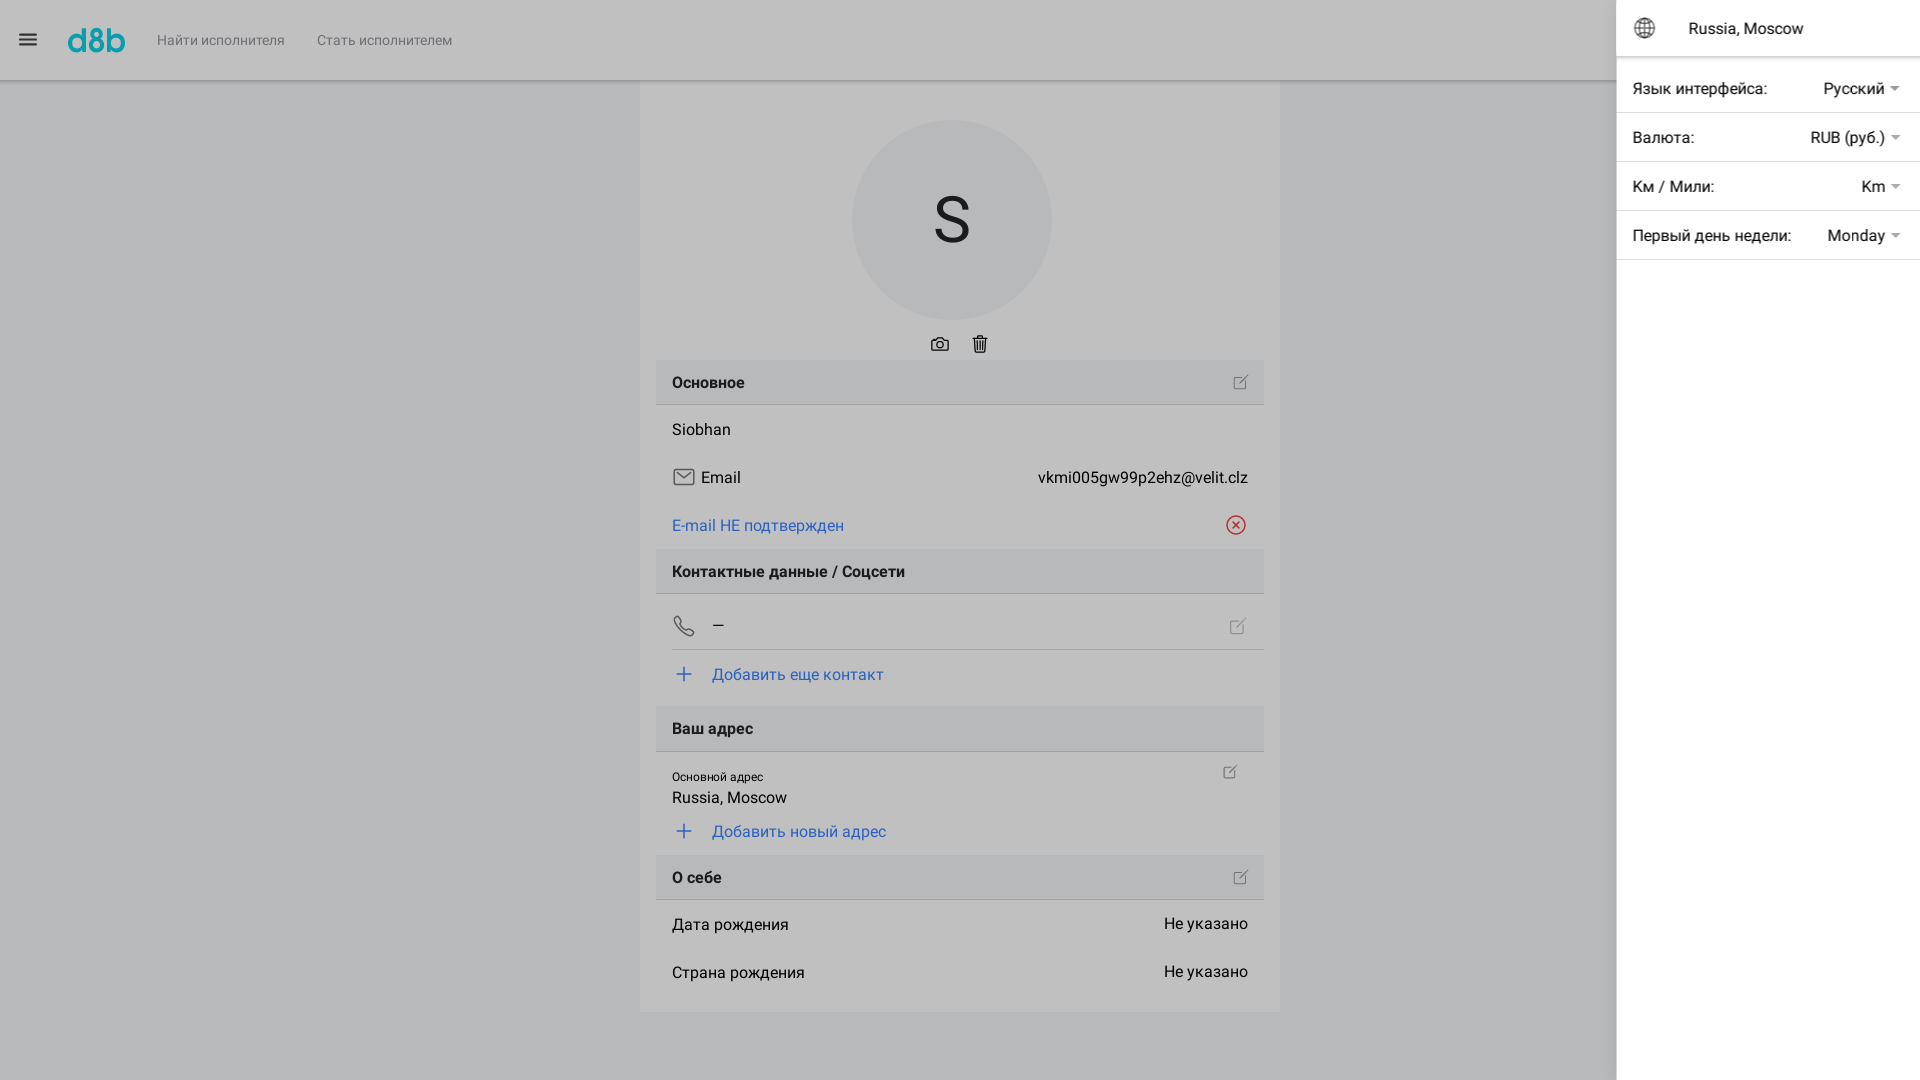 d8b
Найти исполнителя
Стать исполнителем
S
Основное
Siobhan
Email
vkmi005gw99p2ehz@velit.clz
E-mail НЕ подтвержден
Контактные данные / Соцсети
—
Добавить еще контакт
Ваш адрес
Основной адрес
Russia, Moscow
Добавить новый адрес
О себе
Дата рождения
Не указано
Страна рождения
Не указано
Russia, Moscow
Язык интерфейса:
Русский
Валюта:
RUB (руб.)
Км / Мили:
Km
Первый день недели:
Monday